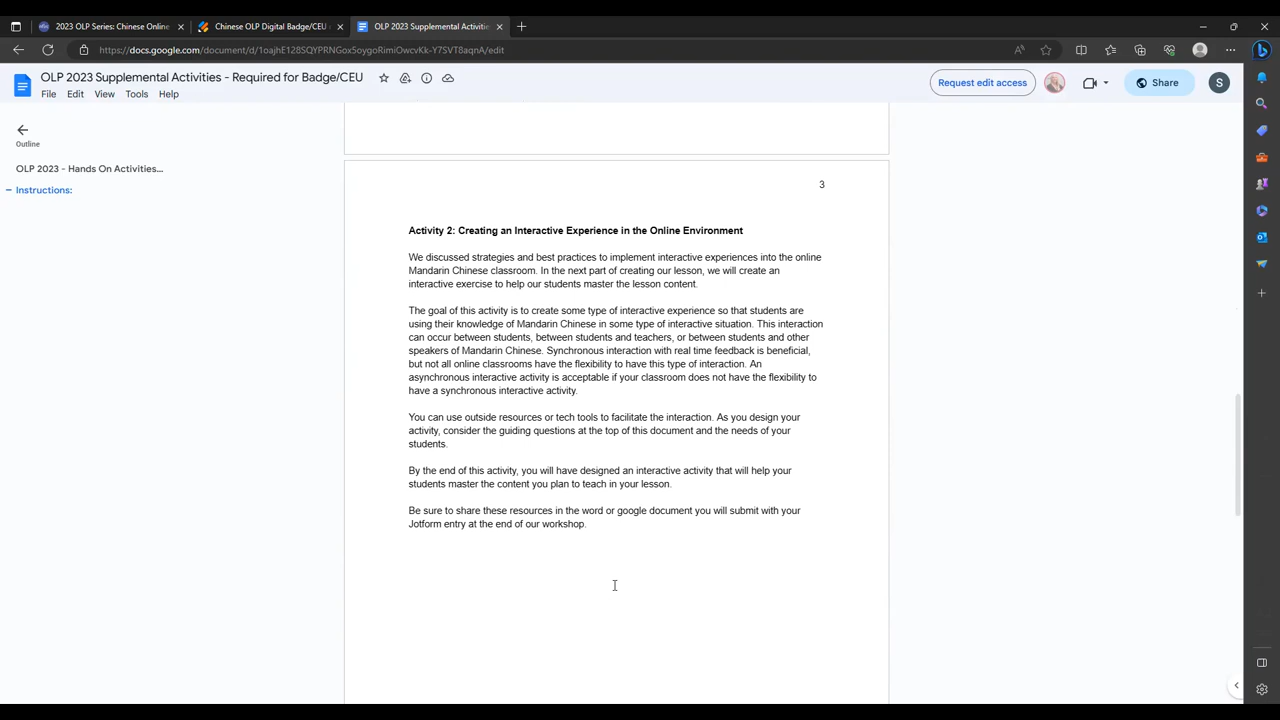 2023 OLP Series: Chinese Online
Chinese OLP Digital Badge/CEU
OLP 2023 Supplemental Activitie
https://docs.google.com/document/d/1oajhE128SQYPRNGoxSoygoRimiOwcvKk-Y7SVT8aqnA/edit
OLP 2023 Supplemental Activities - Required for Badge/CEU
Request edit access
Share
S
File Edit View Tools Help
Outline
OLP 2023 - Hands On Activities...
Instructions:
3
Activity 2: Creating an Interactive Experience in the Online Environment
We discussed strategies and best practices to implement interactive experiences into the online
Mandarin Chinese classroom. In the next part of creating our lesson, we will create an
interactive exercise to help our students master the lesson content.
The goal of this activity is to create some type of interactive experience so that students are
using their knowledge of Mandarin Chinese in some type of interactive situation. This interaction
can occur between students, between students and teachers, or between students and other
speakers of Mandarin Chinese. Synchronous interaction with real time feedback is beneficial,
but not all online classrooms have the flexibility to have this type of interaction. An
asynchronous interactive activity is acceptable if your classroom does not have the flexibility to
have a synchronous interactive activity.
You can use outside resources or tech tools to facilitate the interaction. As you design your
activity, consider the guiding questions at the top of this document and the needs of your
students.
By the end of this activity, you will have designed an interactive activity that will help your
students master the content you plan to teach in your lesson.
Be sure to share these resources in the word or google document you will submit with your
Jotform entry at the end of our workshop.